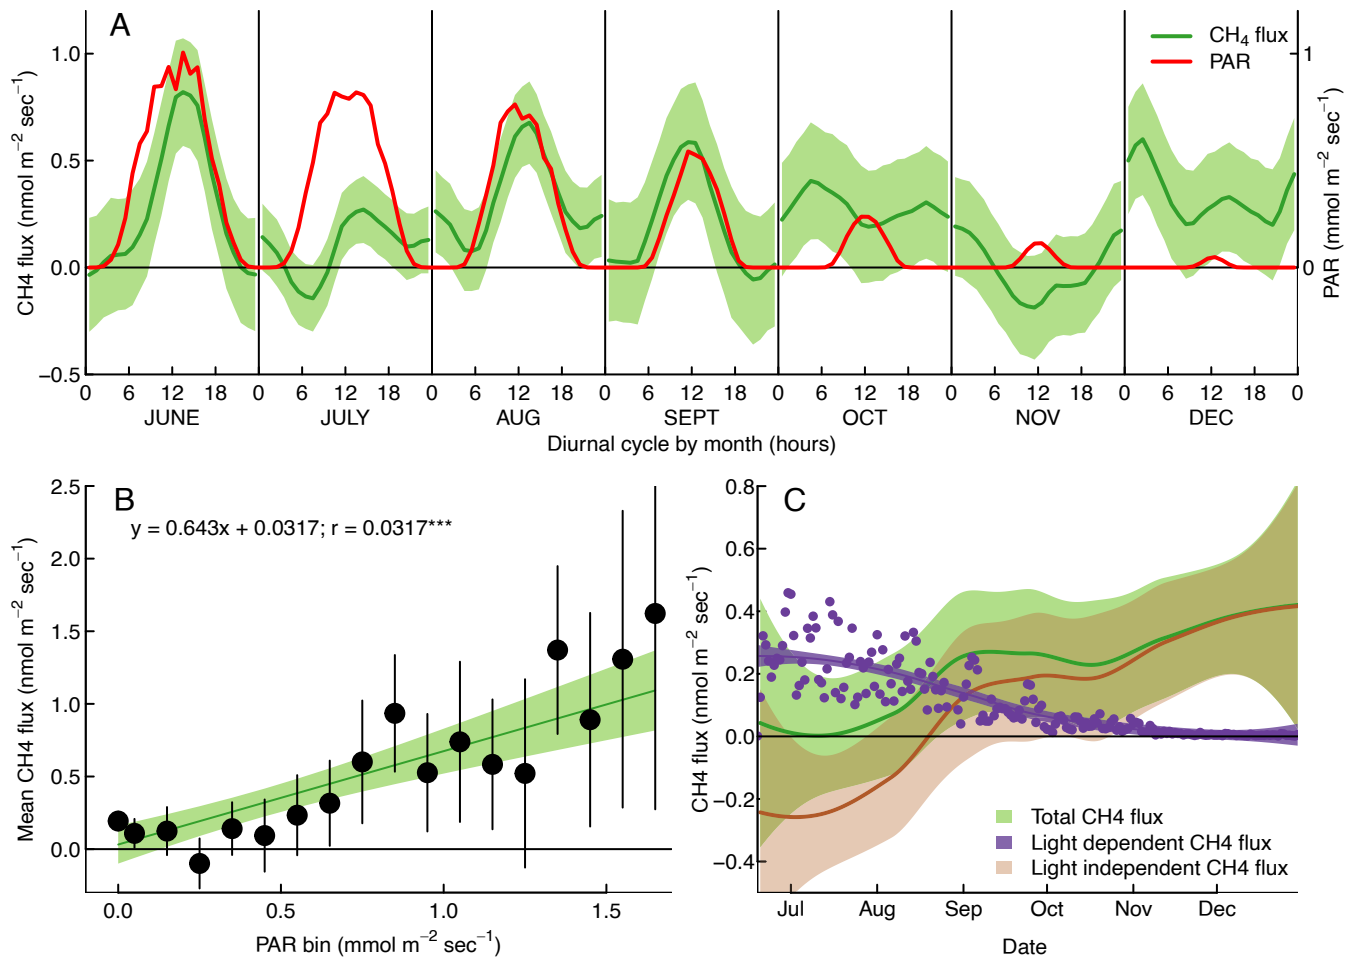 A
CH₄ flux
PAR
CH4 flux (nmol m⁻² sec⁻¹)
1.0
0.5
0.0
−0.5
1
0
PAR (mmol m⁻² sec⁻¹)
0 6 12 18 0 6 12 18 0 6 12 18 0 6 12 18 0 6 12 18 0 6 12 18 0 6 12 18 0
JUNE JULY AUG SEPT OCT NOV DEC
Diurnal cycle by month (hours)
B
y = 0.643x + 0.0317; r = 0.0317***
Mean CH4 flux (nmol m⁻² sec⁻¹)
2.5
2.0
1.5
1.0
0.5
0.0
0.0 0.5 1.0 1.5
PAR bin (mmol m⁻² sec⁻¹)
C
CH4 flux (nmol m⁻² sec⁻¹)
0.8
0.6
0.4
0.2
0.0
−0.2
−0.4
Total CH4 flux
Light dependent CH4 flux
Light independent CH4 flux
Jul Aug Sep Oct Nov Dec
Date